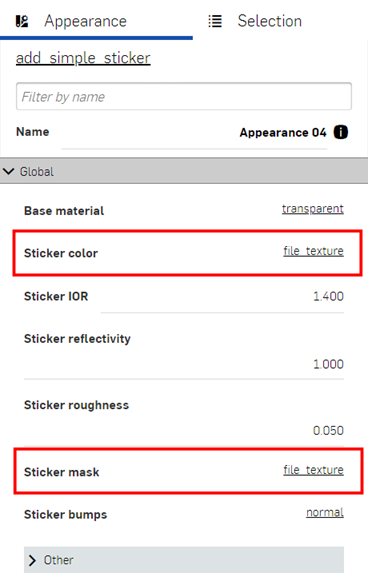 Appearance Selection
add_simple_sticker
Filter by name
Name Appearance 04 i
Global
Base material transparent
Sticker color file_texture
Sticker IOR 1.400
Sticker reflectivity
1.000
Sticker roughness
0.050
Sticker mask file_texture
Sticker bumps normal
Other